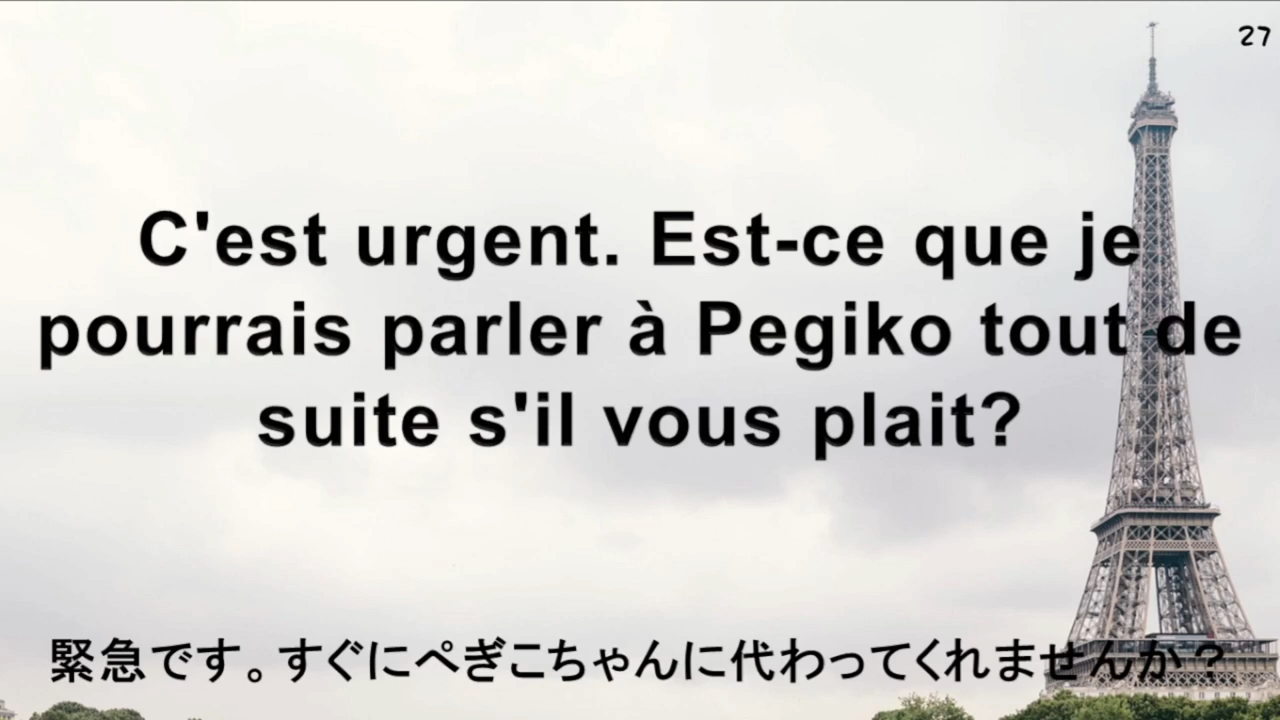 27
C'est urgent. Est-ce que je
pourrais parler à Pegiko tout de
suite s'il vous plait?
緊急です。すぐにぺぎこちゃんに代わってくれませんか？